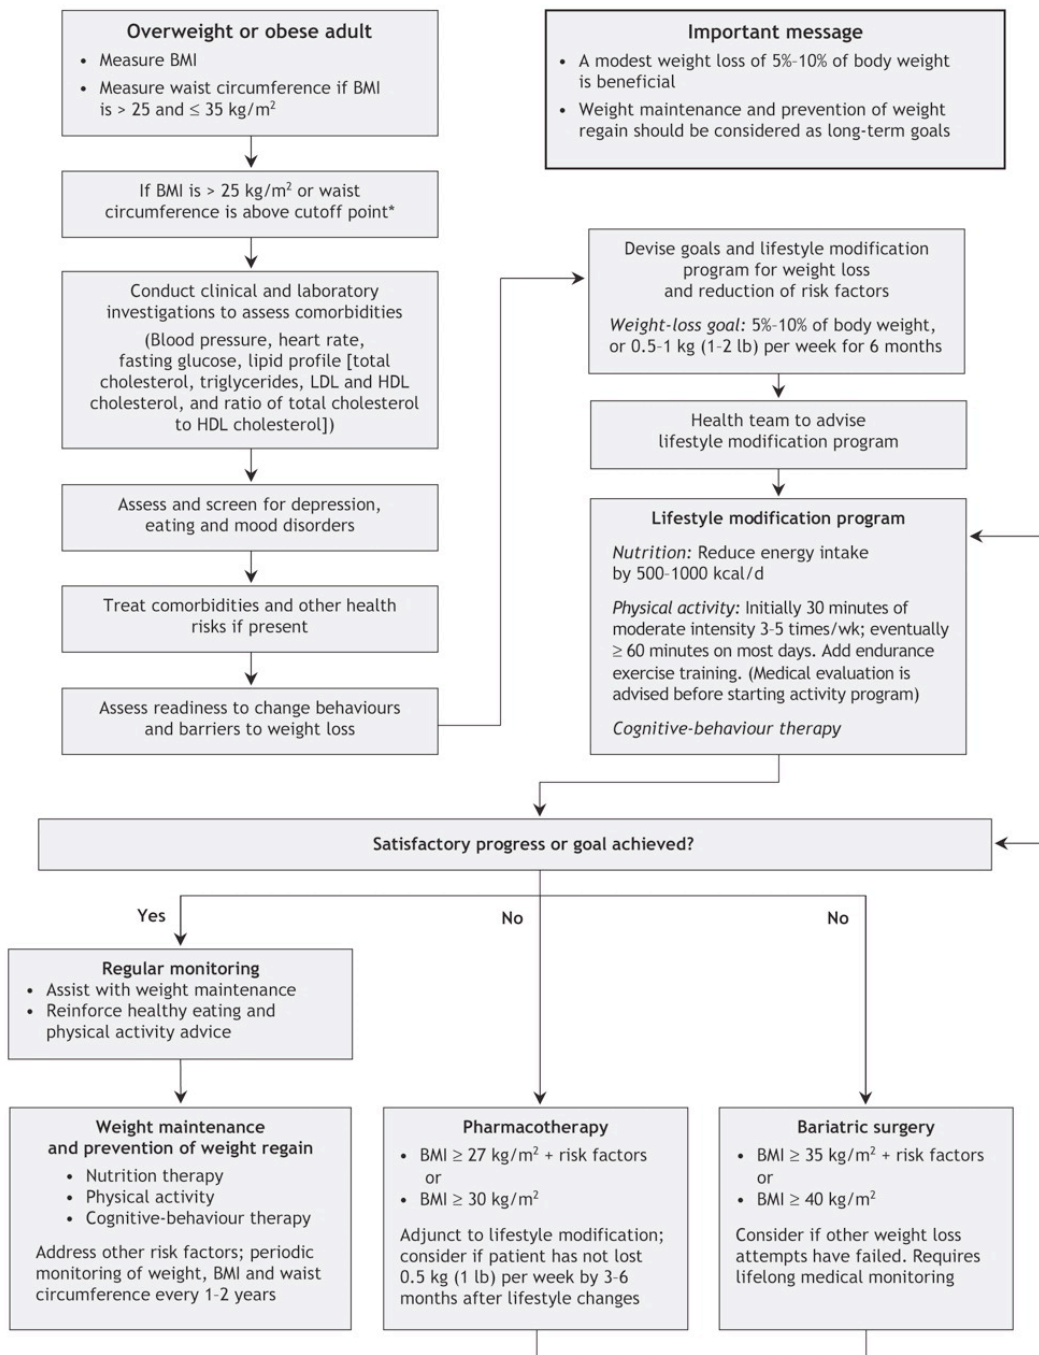 Overweight or obese adult
• Measure BMI
• Measure waist circumference if BMI
is > 25 and ≤ 35 kg/m²
If BMI is > 25 kg/m² or waist
circumference is above cutoff point*
Conduct clinical and laboratory
investigations to assess comorbidities
(Blood pressure, heart rate,
fasting glucose, lipid profile [total
cholesterol, triglycerides, LDL and HDL
cholesterol, and ratio of total cholesterol
to HDL cholesterol])
Assess and screen for depression,
eating and mood disorders
Treat comorbidities and other health
risks if present
Assess readiness to change behaviours
and barriers to weight loss
Important message
• A modest weight loss of 5%–10% of body weight
is beneficial
• Weight maintenance and prevention of weight
regain should be considered as long-term goals
Devise goals and lifestyle modification
program for weight loss
and reduction of risk factors
Weight-loss goal: 5%–10% of body weight,
or 0.5–1 kg (1–2 lb) per week for 6 months
Health team to advise
lifestyle modification program
Lifestyle modification program
Nutrition: Reduce energy intake
by 500–1000 kcal/d
Physical activity: Initially 30 minutes of
moderate intensity 3–5 times/wk; eventually
≥ 60 minutes on most days. Add endurance
exercise training. (Medical evaluation is
advised before starting activity program)
Cognitive-behaviour therapy
Satisfactory progress or goal achieved?
Yes
No
No
Regular monitoring
• Assist with weight maintenance
• Reinforce healthy eating and
physical activity advice
Weight maintenance
and prevention of weight regain
• Nutrition therapy
• Physical activity
• Cognitive-behaviour therapy
Address other risk factors; periodic
monitoring of weight, BMI and waist
circumference every 1–2 years
Pharmacotherapy
• BMI ≥ 27 kg/m² + risk factors
or
• BMI ≥ 30 kg/m²
Adjunct to lifestyle modification;
consider if patient has not lost
0.5 kg (1 lb) per week by 3–6
months after lifestyle changes
Bariatric surgery
• BMI ≥ 35 kg/m² + risk factors
or
• BMI ≥ 40 kg/m²
Consider if other weight loss
attempts have failed. Requires
lifelong medical monitoring